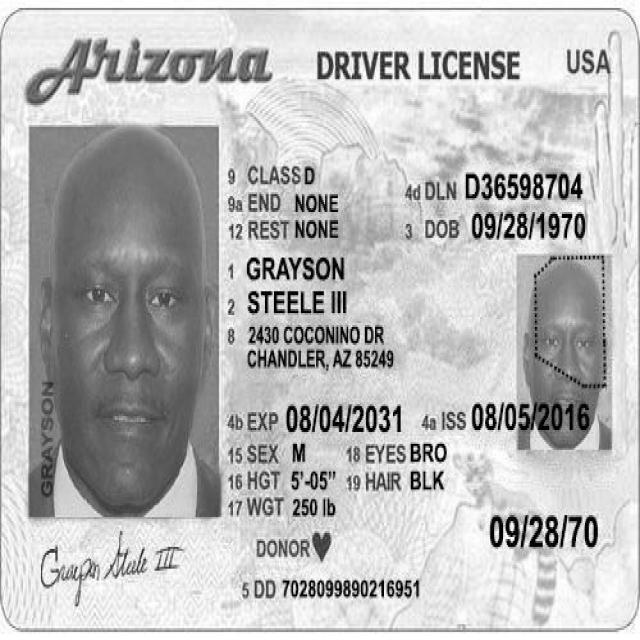 Arizona DRIVER LICENSE USA
9 CLASS D
9a END NONE
12 REST NONE
4d DLN D36598704
3 DOB 09/28/1970
1 GRAYSON
2 STEELE III
8 2430 COCONINO DR
CHANDLER, AZ 85249
GRAYSON
4b EXP 08/04/2031 4a ISS 08/05/2016
15 SEX M 18 EYES BRO
16 HGT 5'-05" 19 HAIR BLK
17 WGT 250 lb
09/28/70
DONOR
Grayson Steele III
5 DD 7028099890216951